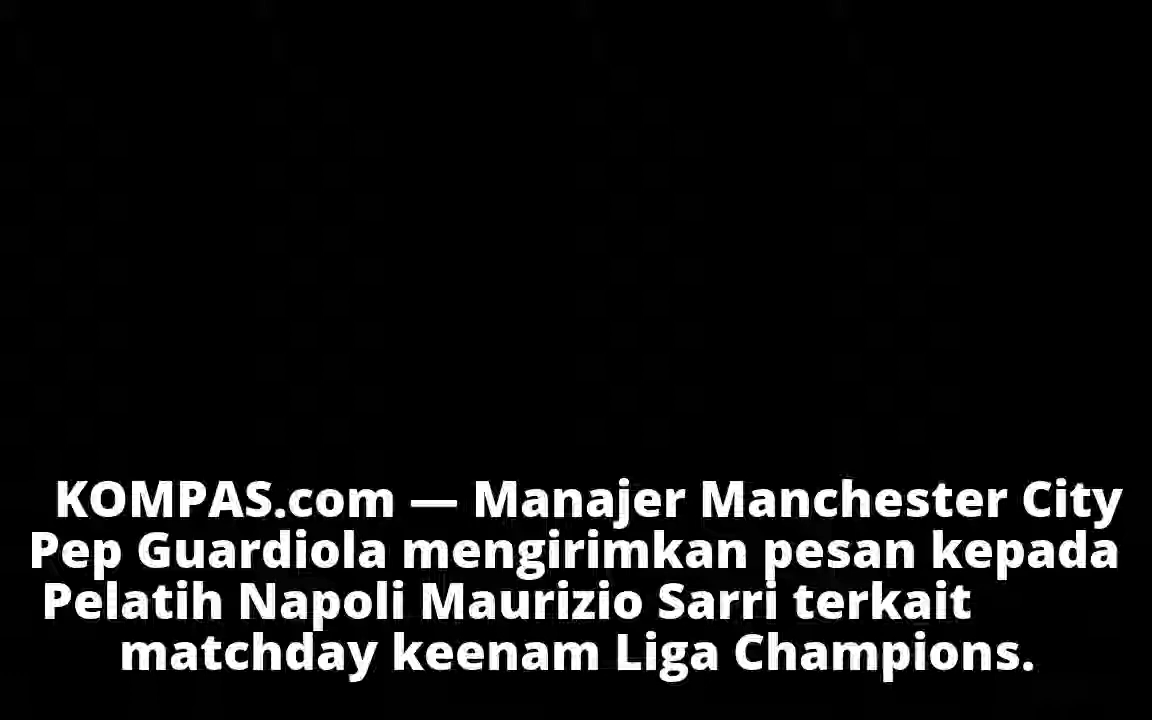 KOMPAS.com — Manajer Manchester City
Pep Guardiola mengirimkan pesan kepada
Pelatih Napoli Maurizio Sarri terkait
matchday keenam Liga Champions.